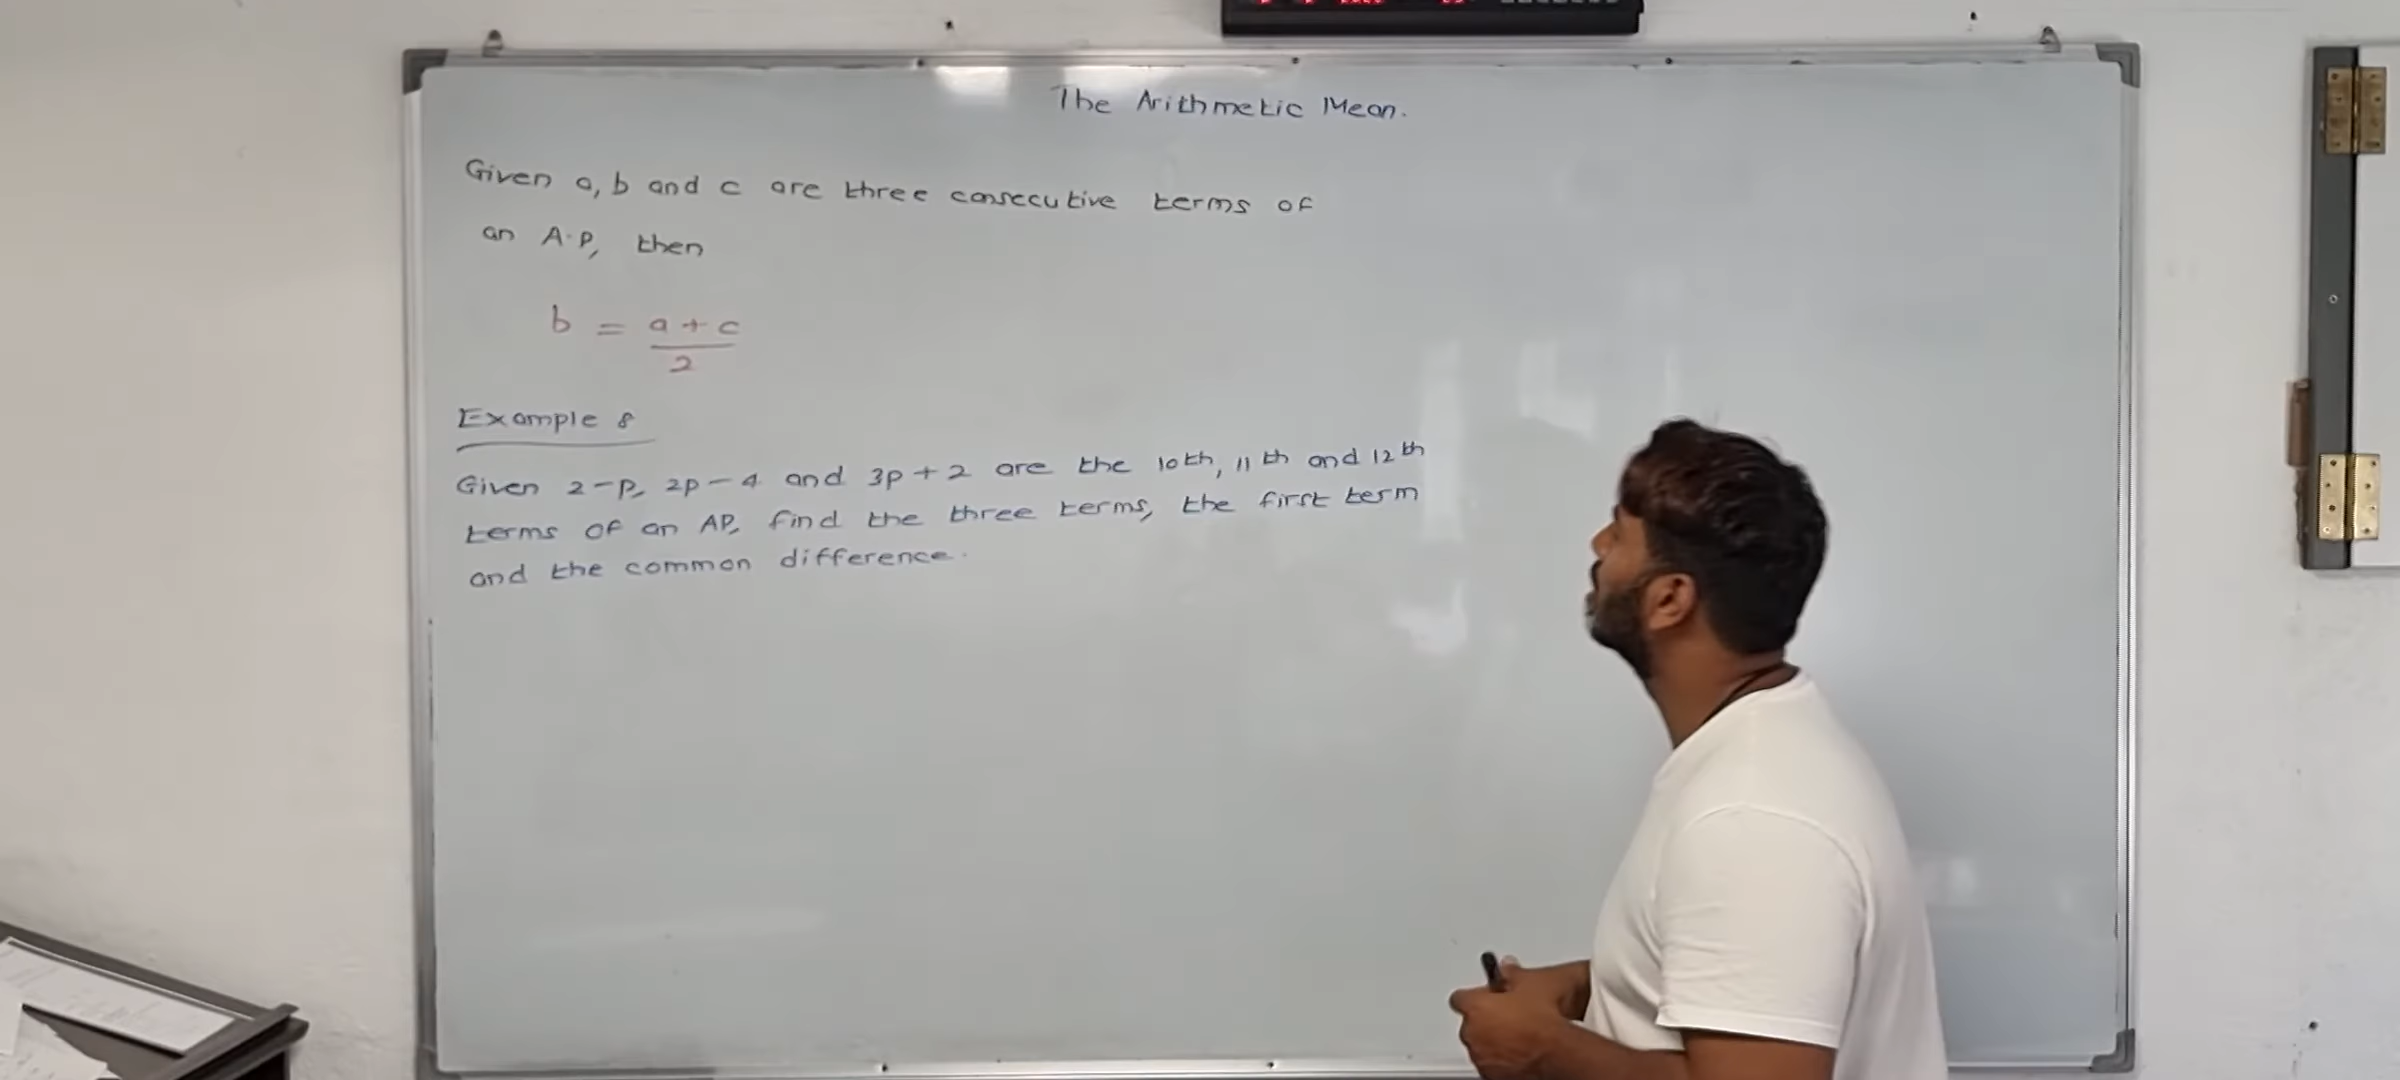 The Arithmetic Mean.
Given a, b and c are three consecutive terms of
an A.P, then
b = a + c
2
Example 8
Given 2-p, 2p-4 and 3p+2 are the 10th, 11th and 12th
terms of an AP, find the three terms, the first term
and the common difference.